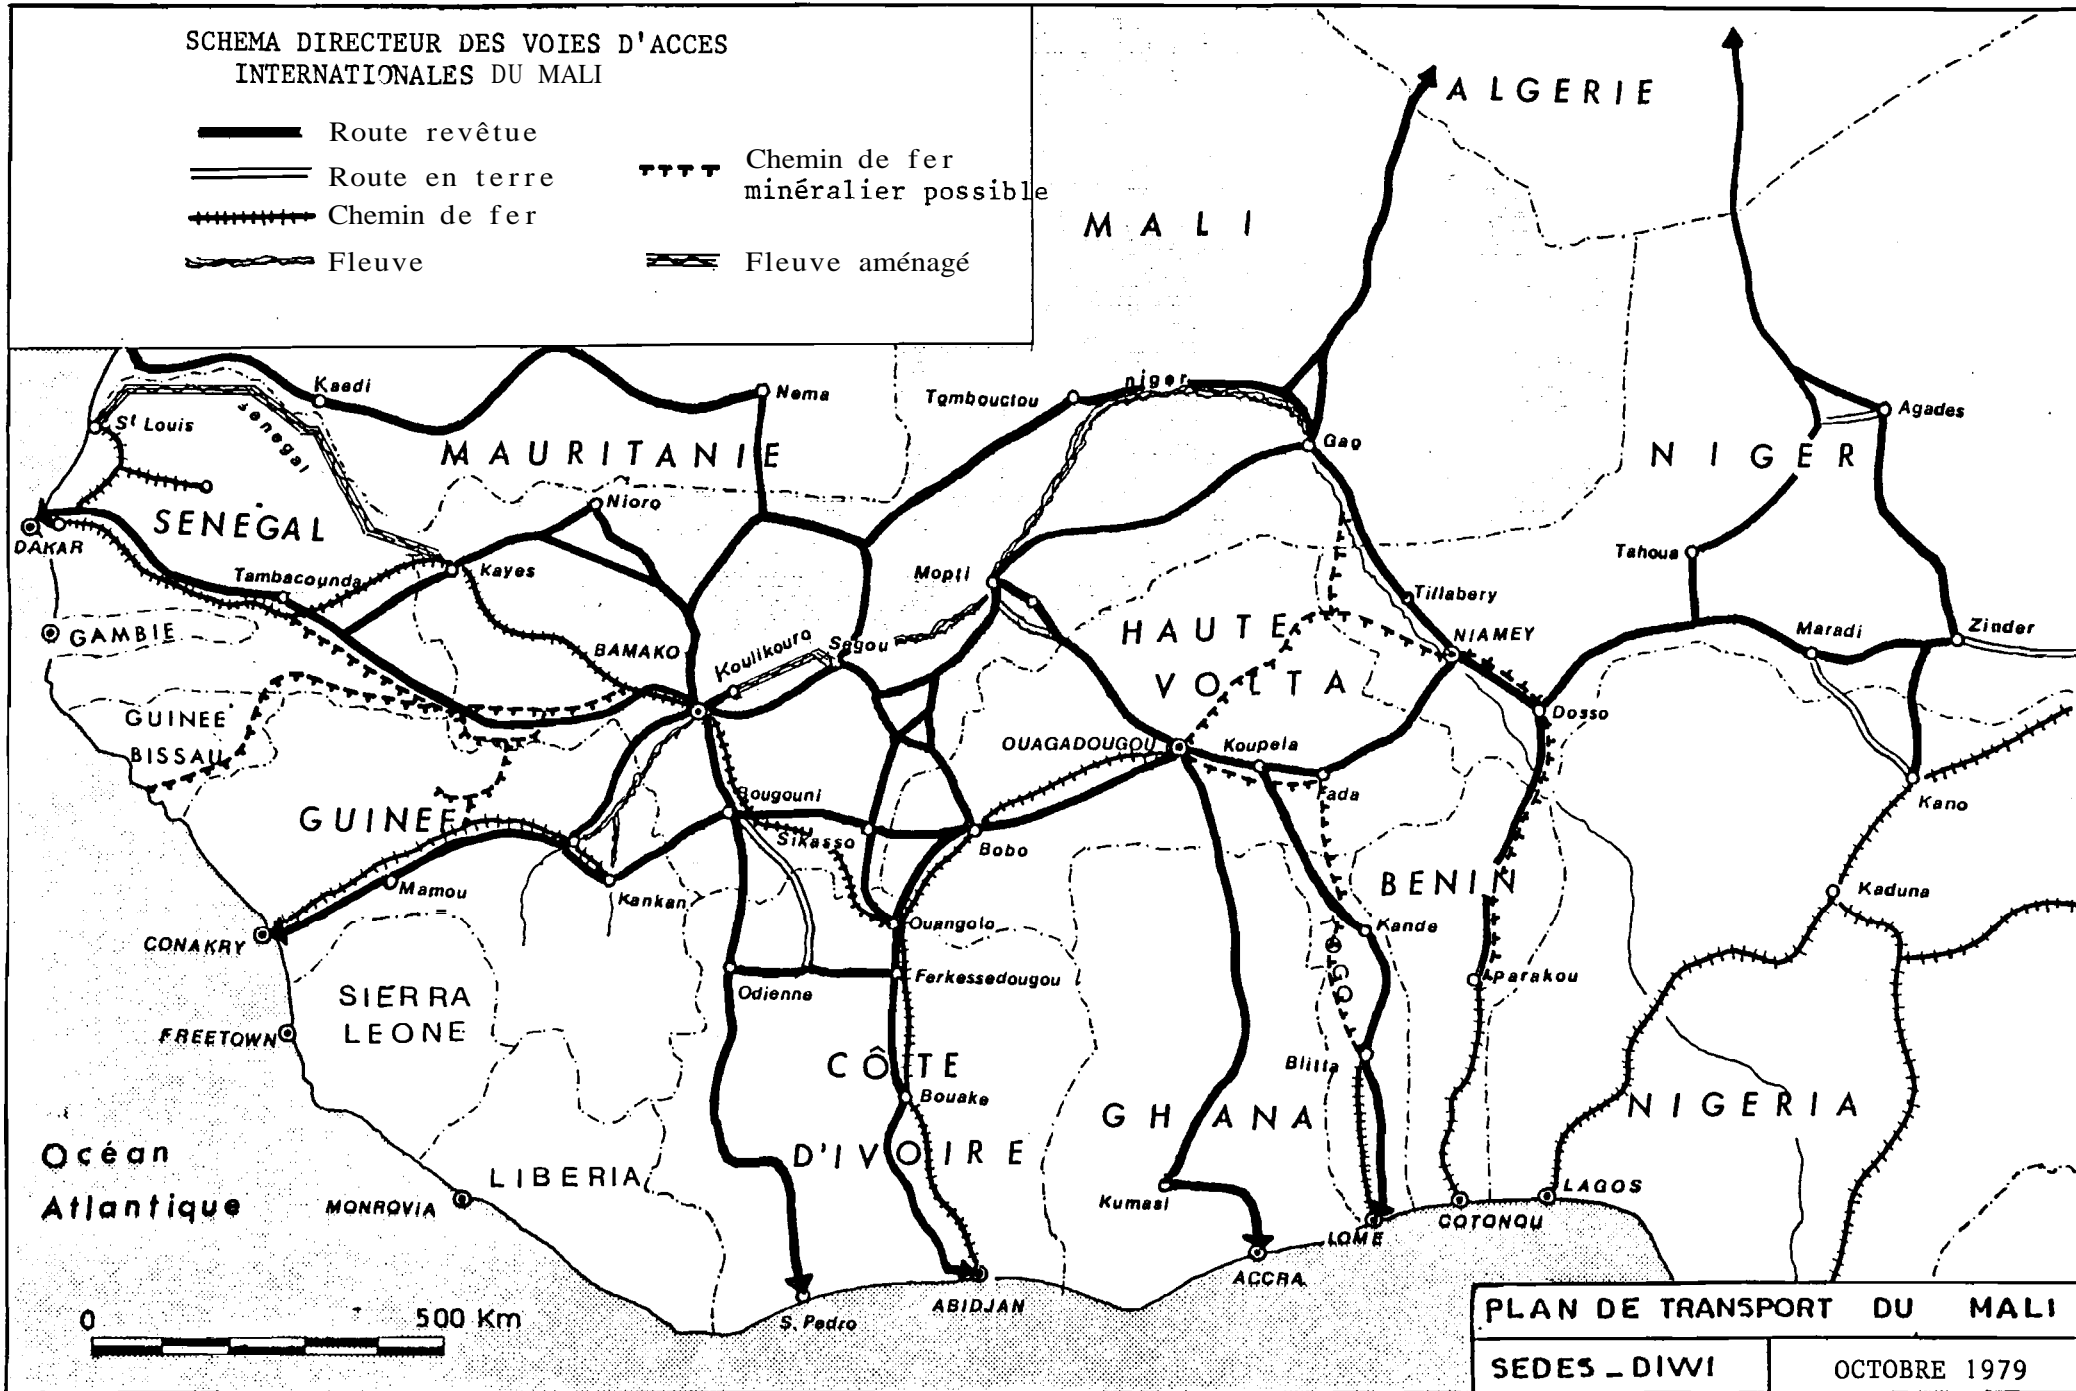 SCHEMA DIRECTEUR DES VOIES D'ACCES
INTERNATIONALES DU MALI
Route revêtue
Route en terre
Chemin de fer
Fleuve
Chemin de fer
minéralier possible
Fleuve aménagé
ALGERIE
MALI
Kaedi
Nema
Tombouctou
niger
Agades
St Louis
senegal
MAURITANIE
Gao
NIGER
Nioro
SENEGAL
DAKAR
Tambacounda
Kayes
Mopti
Tahoua
Tillabery
GAMBIE
BAMAKO
Koulikouro
Segou
HAUTE
VOLTA
NIAMEY
Maradi
Zinder
GUINEE
BISSAU
OUAGADOUGOU
Koupela
Dosso
Fada
Kano
GUINEE
Bougouni
Sikasso
Bobo
Mamou
Kankan
BENIN
Kaduna
CONAKRY
Ouangolo
Kande
Odienne
Ferkessedougou
TOGO
Parakou
SIERRA
LEONE
FREETOWN
CÔTE
D'IVOIRE
Bouake
Blitta
GHANA
NIGERIA
Océan
Atlantique
LIBERIA
MONROVIA
Kumasi
LOME
COTONOU
LAGOS
ACCRA
ABIDJAN
S. Pedro
0 500 Km
PLAN DE TRANSPORT DU MALI
SEDES _ DIWI
OCTOBRE 1979